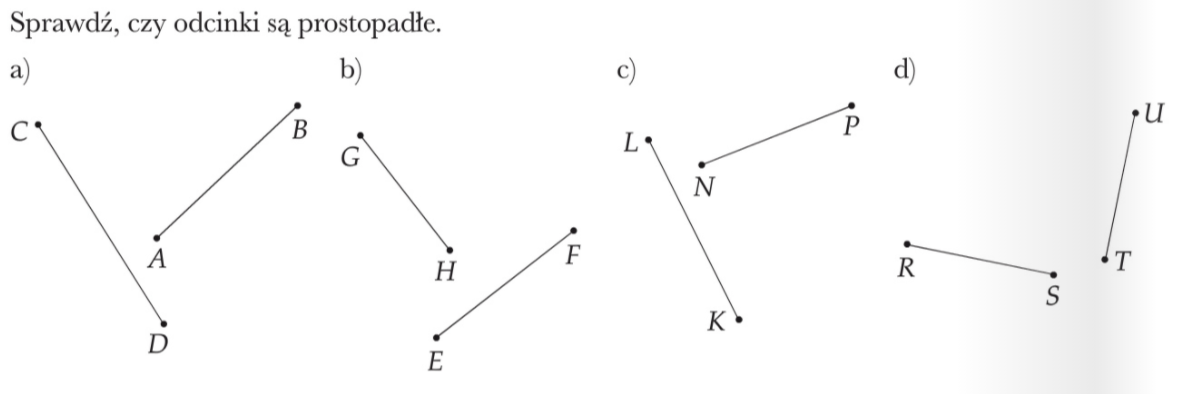 Sprawdź, czy odcinki są prostopadłe.
a) b) c) d)
C B G L P U
N
A H F R T
D E K S